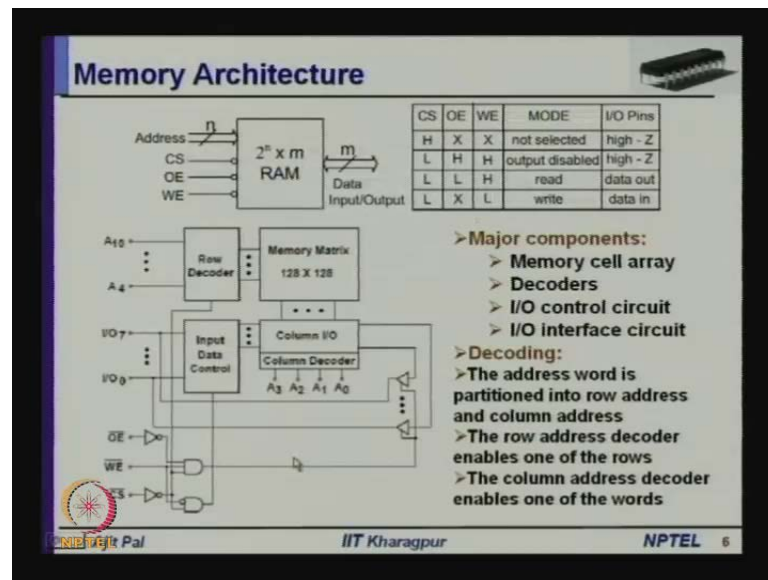 Memory Architecture
Address
n
CS
OE
WE
2ⁿ x m
RAM
m
Data
Input/Output
CS OE WE MODE I/O Pins
H X X not selected high - Z
L H H output disabled high - Z
L L H read data out
L X L write data in
A10
A4
Row
Decoder
Memory Matrix
128 X 128
I/O 7
I/O 0
Input
Data
Control
Column I/O
Column Decoder
A3 A2 A1 A0
OE
WE
CS
➢Major components:
➢ Memory cell array
➢ Decoders
➢ I/O control circuit
➢ I/O interface circuit
➢Decoding:
➢The address word is
partitioned into row address
and column address
➢The row address decoder
enables one of the rows
➢The column address decoder
enables one of the words
NPTEL
Pal
IIT Kharagpur
NPTEL 6